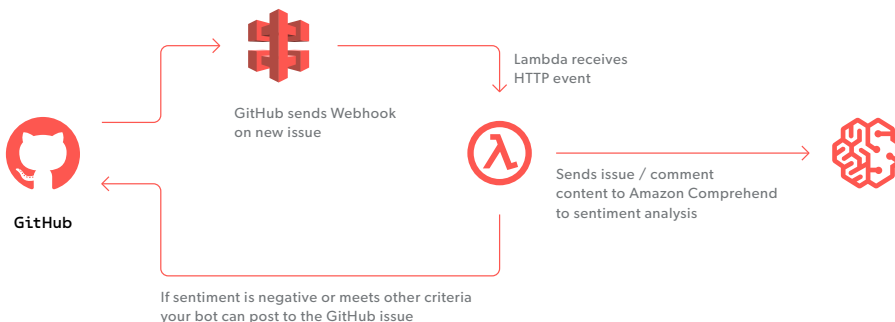 Lambda receives
HTTP event
GitHub sends Webhook
on new issue
GitHub
Sends issue / comment
content to Amazon Comprehend
to sentiment analysis
If sentiment is negative or meets other criteria
your bot can post to the GitHub issue